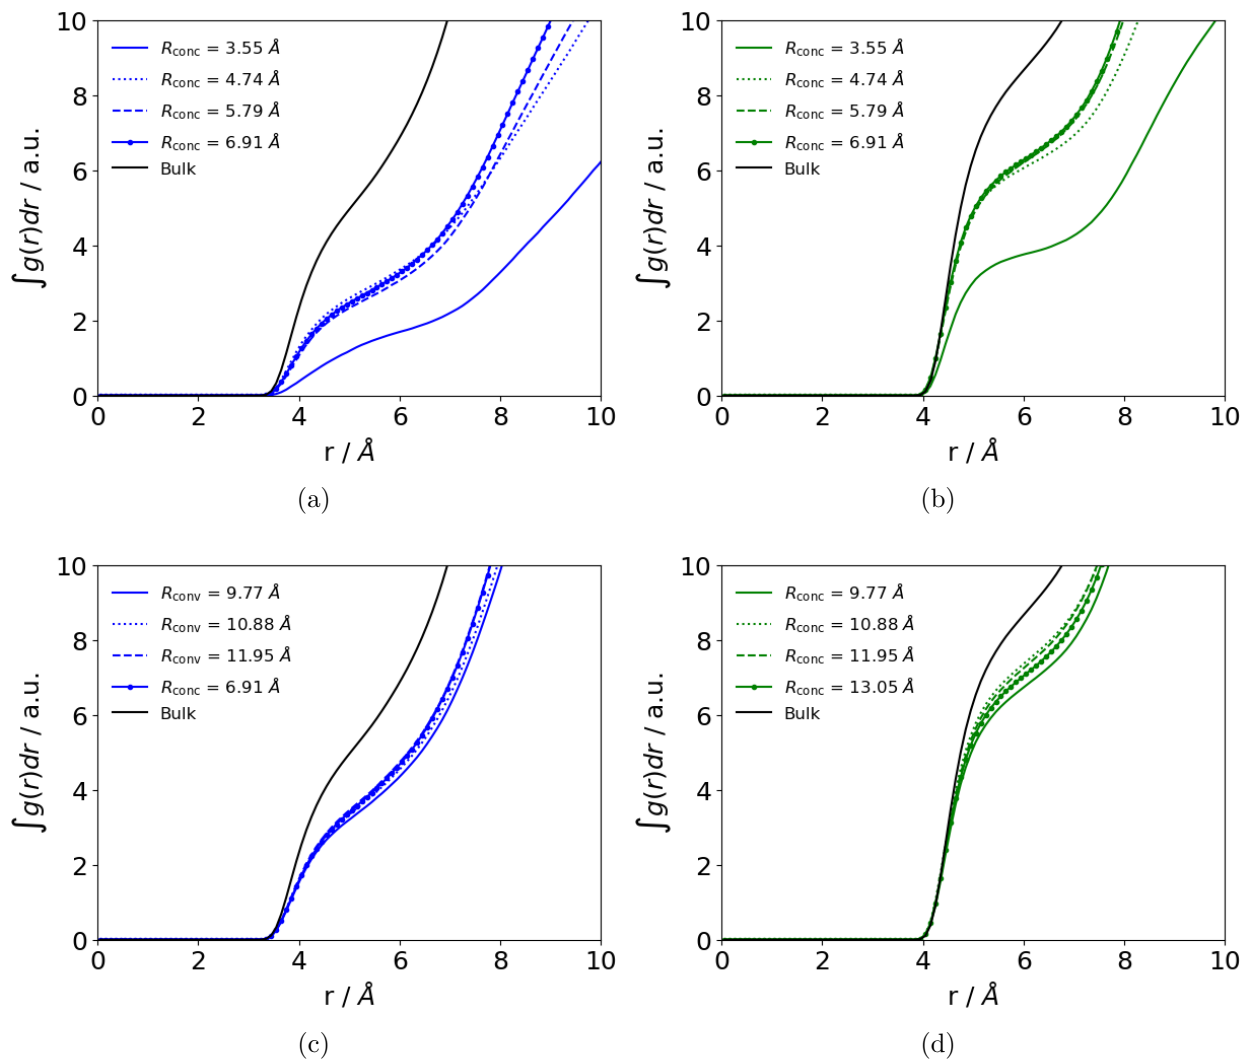 10
8
6
4
2
0
∫g(r)dr / a.u.
R_conc = 3.55 Å
R_conc = 4.74 Å
R_conc = 5.79 Å
R_conc = 6.91 Å
Bulk
0 2 4 6 8 10
r / Å
(a)
10
8
6
4
2
0
∫g(r)dr / a.u.
R_conc = 3.55 Å
R_conc = 4.74 Å
R_conc = 5.79 Å
R_conc = 6.91 Å
Bulk
0 2 4 6 8 10
r / Å
(b)
10
8
6
4
2
0
∫g(r)dr / a.u.
R_conv = 9.77 Å
R_conv = 10.88 Å
R_conv = 11.95 Å
R_conc = 6.91 Å
Bulk
0 2 4 6 8 10
r / Å
(c)
10
8
6
4
2
0
∫g(r)dr / a.u.
R_conc = 9.77 Å
R_conc = 10.88 Å
R_conc = 11.95 Å
R_conc = 13.05 Å
Bulk
0 2 4 6 8 10
r / Å
(d)